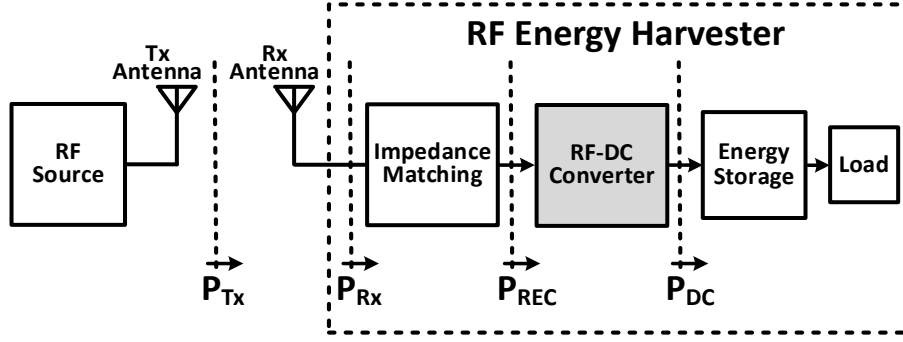 RF Energy Harvester
Tx
Antenna
Rx
Antenna
RF
Source
Impedance
Matching
RF-DC
Converter
Energy
Storage
Load
PTx
PRx
PREC
PDC